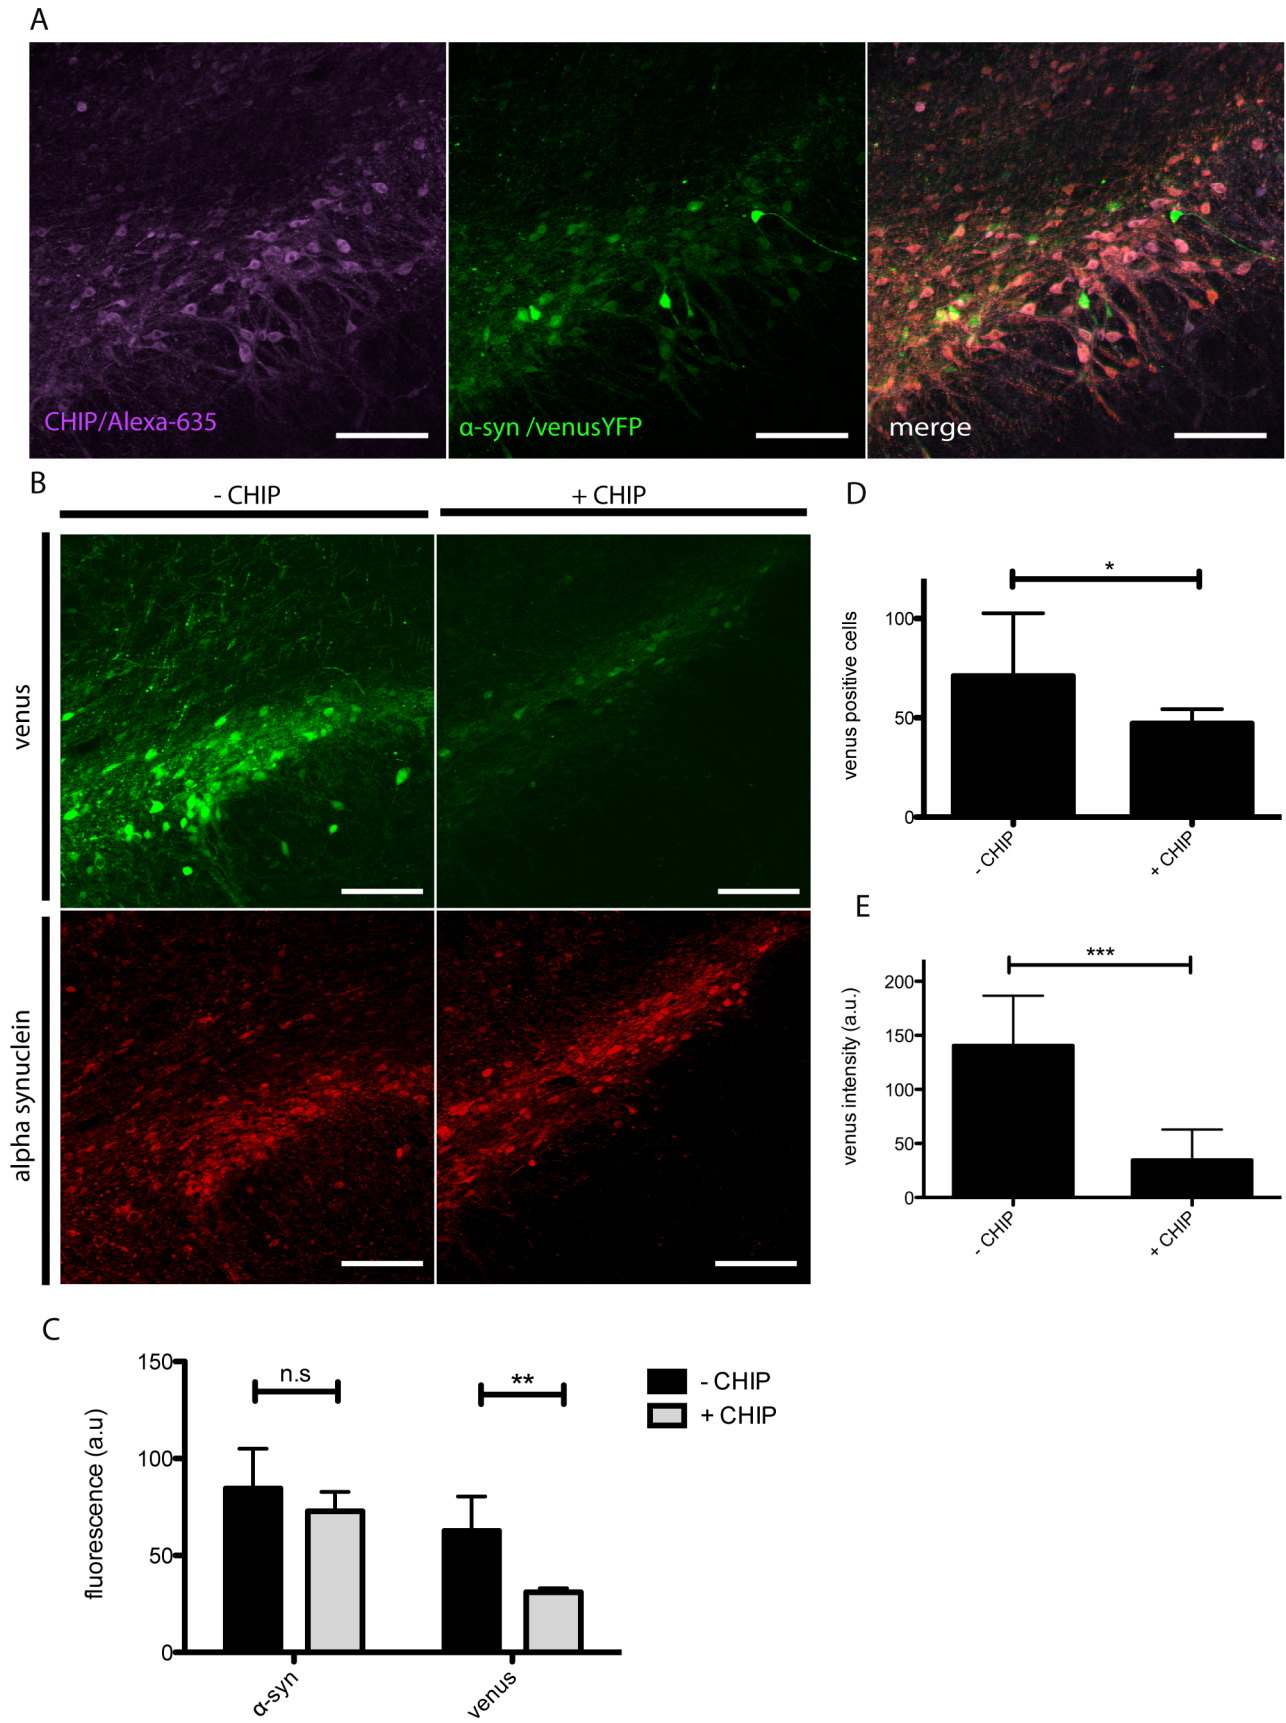 A
CHIP/Alexa-635
α-syn /venusYFP
merge
B
- CHIP
+ CHIP
venus
alpha synuclein
D
*
venus positive cells
100
50
0
- CHIP
+ CHIP
E
***
venus intensity (a.u.)
200
150
100
50
0
- CHIP
+ CHIP
C
fluorescence (a.u)
150
100
50
0
n.s
**
- CHIP
+ CHIP
α-syn
venus